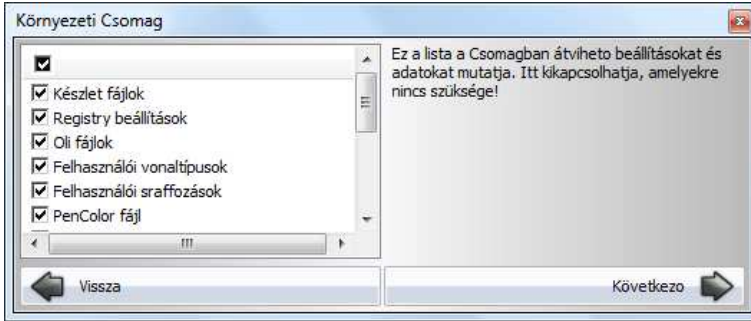 Környezeti Csomag
Készlet fájlok
Registry beállítások
Oli fájlok
Felhasználói vonaltípusok
Felhasználói sraffozások
PenColor fájl
Ez a lista a Csomagban átviheto beállításokat és
adatokat mutatja. Itt kikapcsolhatja, amelyekre
nincs szüksége!
Vissza
Következo